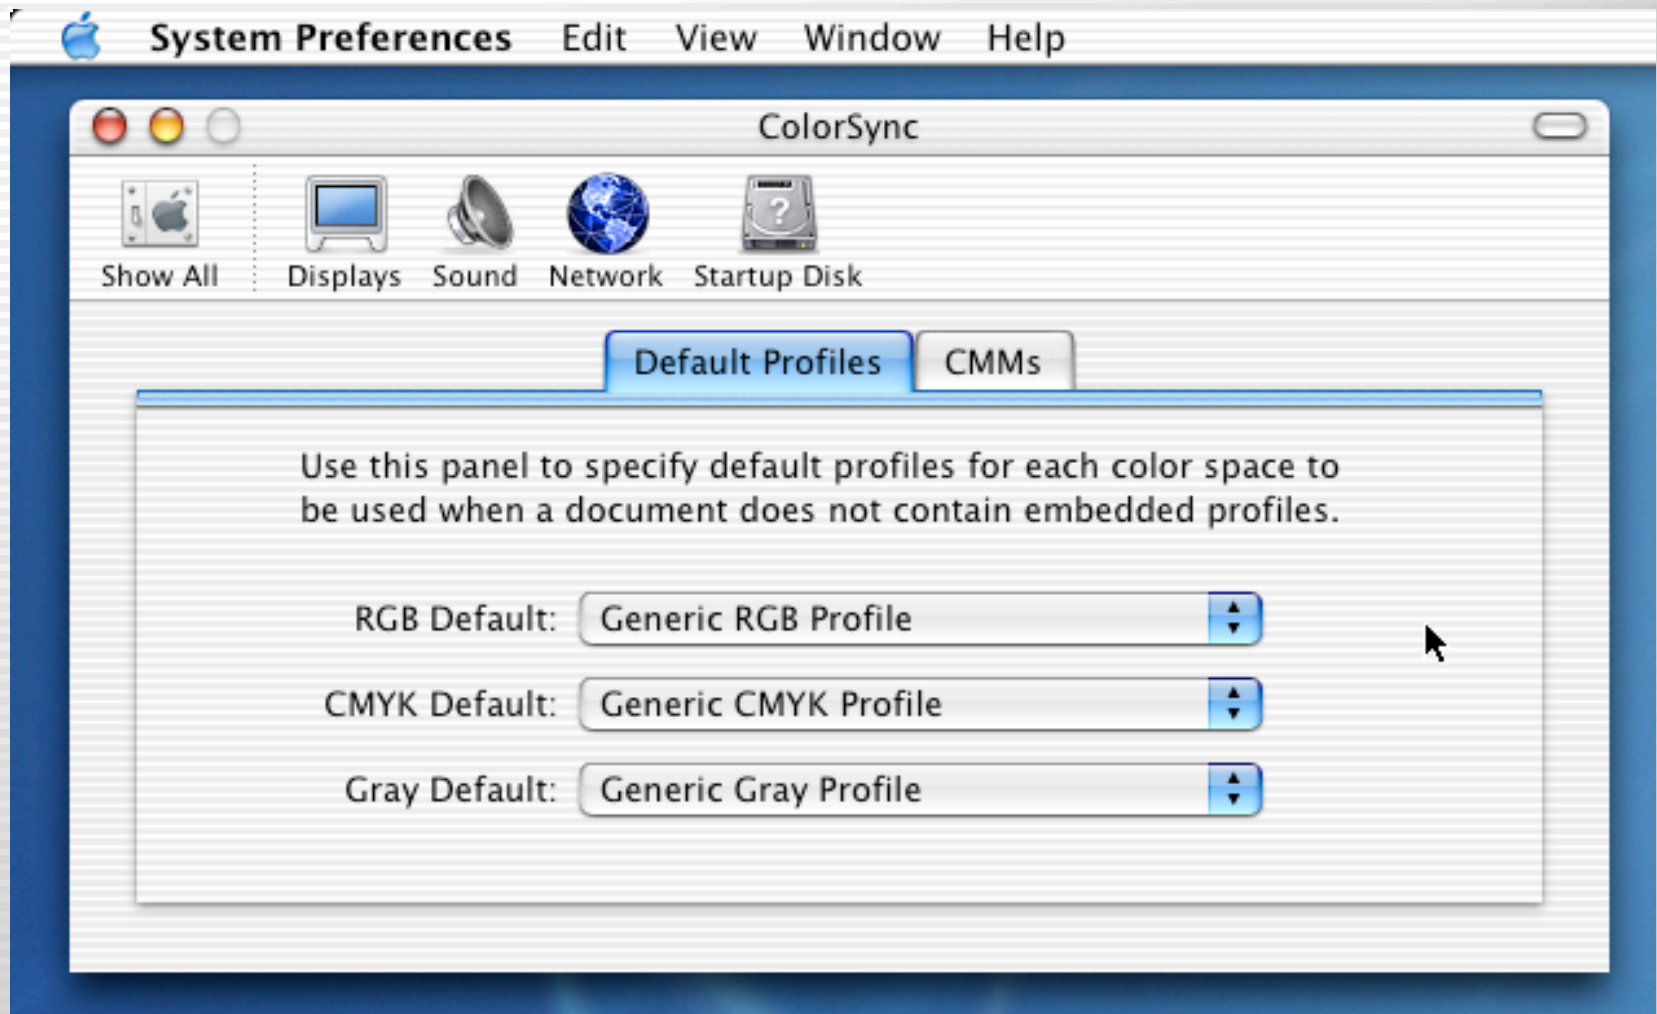 System Preferences Edit View Window Help
ColorSync
Show All Displays Sound Network Startup Disk
Default Profiles CMMs
Use this panel to specify default profiles for each color space to
be used when a document does not contain embedded profiles.
RGB Default: Generic RGB Profile
CMYK Default: Generic CMYK Profile
Gray Default: Generic Gray Profile